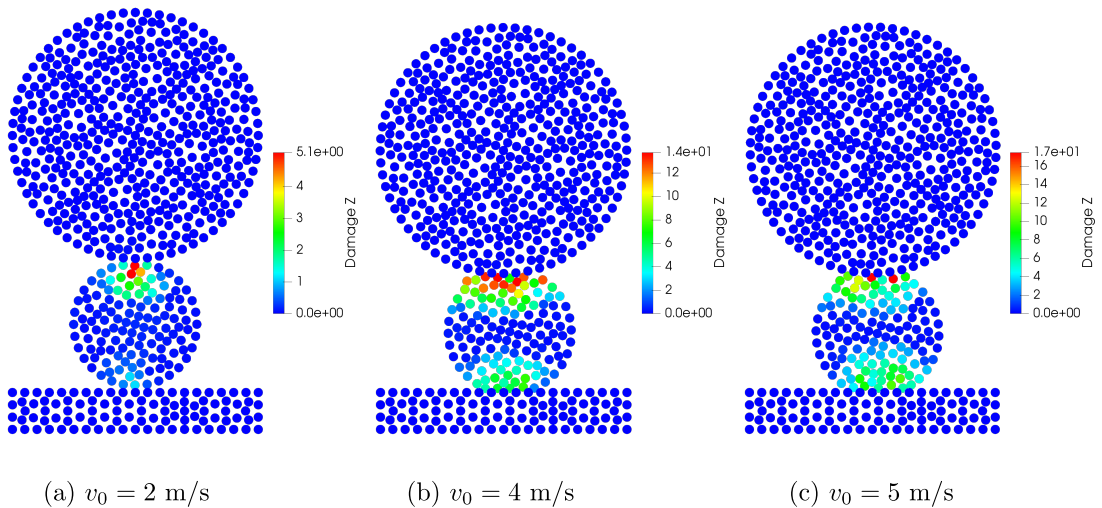 5.1e+00
4
3
2
1
0.0e+00
Damage Z
1.4e+01
10
8
6
4
2
0.0e+00
Damage Z
1.7e+01
16
14
12
10
8
6
4
2
0.0e+00
Damage Z
(a) v₀ = 2 m/s
(b) v₀ = 4 m/s
(c) v₀ = 5 m/s